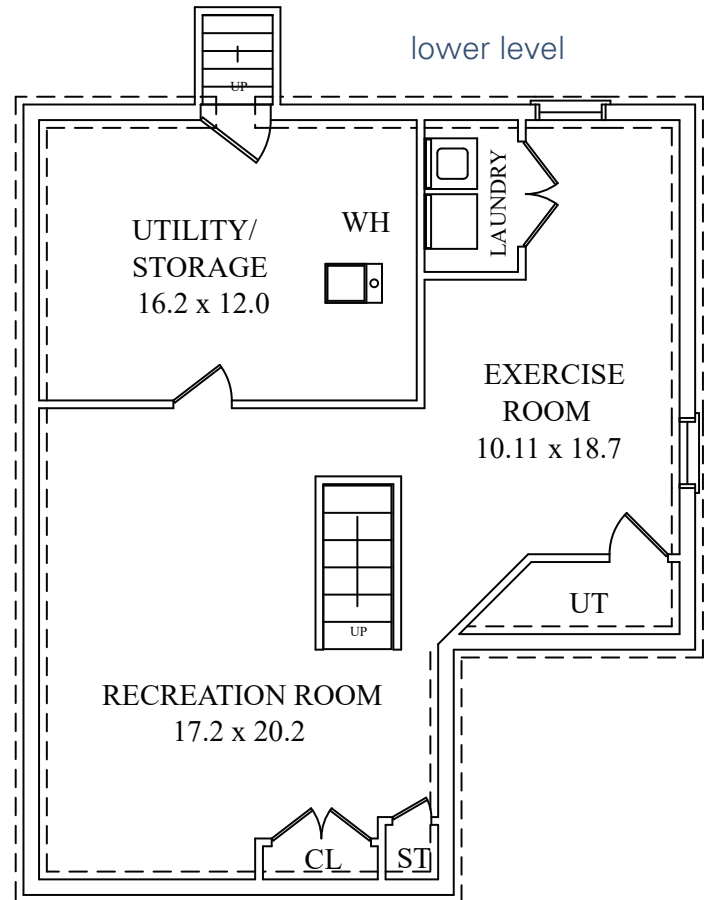 lower level
UP
UTILITY/
STORAGE
16.2 x 12.0
WH
LAUNDRY
EXERCISE
ROOM
10.11 x 18.7
UP
UT
RECREATION ROOM
17.2 x 20.2
CL
ST